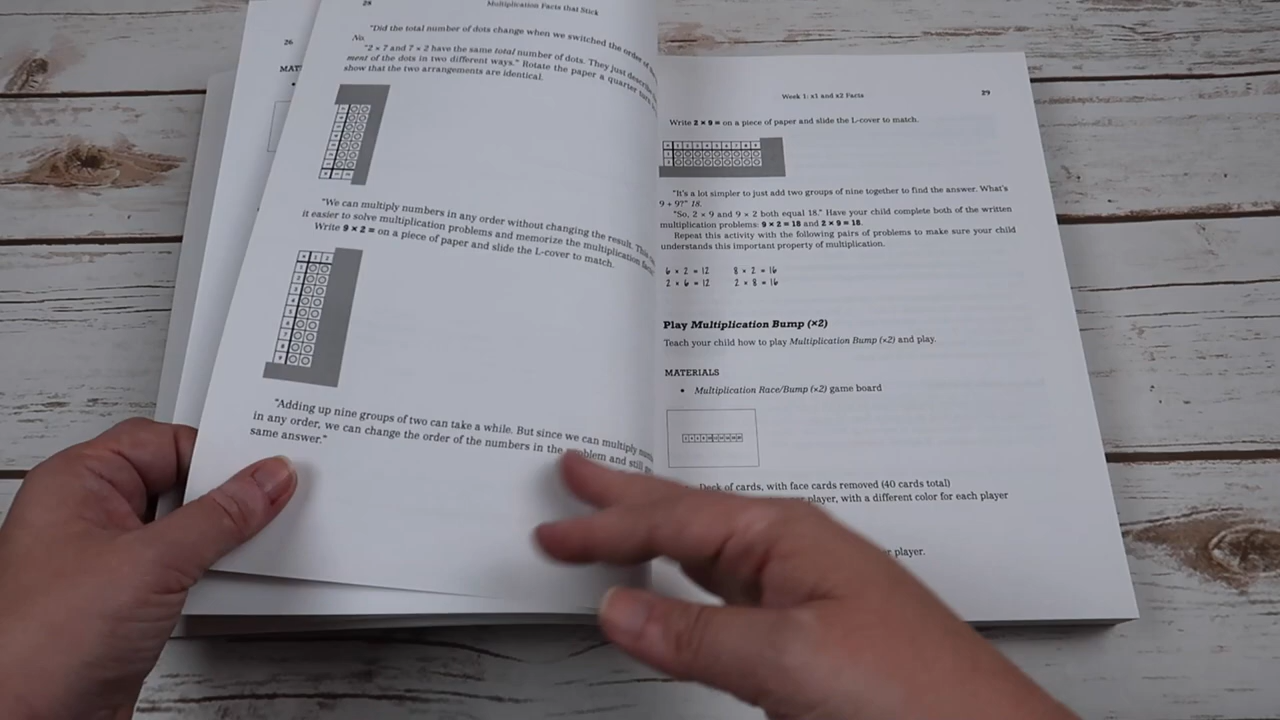 26
MAT
28
Multiplication Facts that Stick
"Did the total number of dots change when we switched the order of
No.
"2 × 7 and 7 × 2 have the same total number of dots. They just describe
ment of the dots in two different ways." Rotate the paper a quarter turn
show that the two arrangements are identical.
"We can multiply numbers in any order without changing the result. This
it easier to solve multiplication problems and memorize the multiplication
Write 9 × 2 = on a piece of paper and slide the L-cover to match.
"Adding up nine groups of two can take a while. But since we can multiply
in any order, we can change the order of the numbers in the problem and still
same answer."
Week 1: x1 and x2 Facts
29
Write 2 × 9 = on a piece of paper and slide the L-cover to match.
"It's a lot simpler to just add two groups of nine together to find the answer. What's
9 + 9?" 18.
"So, 2 × 9 and 9 × 2 both equal 18." Have your child complete both of the written
multiplication problems: 9 × 2 = 18 and 2 × 9 = 18.
Repeat this activity with the following pairs of problems to make sure your child
understands this important property of multiplication.
6 × 2 = 12 8 × 2 = 16
2 × 6 = 12 2 × 8 = 16
Play Multiplication Bump (×2)
Teach your child how to play Multiplication Bump (×2) and play.
MATERIALS
• Multiplication Race/Bump (×2) game board
Deck of cards, with face cards removed (40 cards total)
player, with a different color for each player
player.